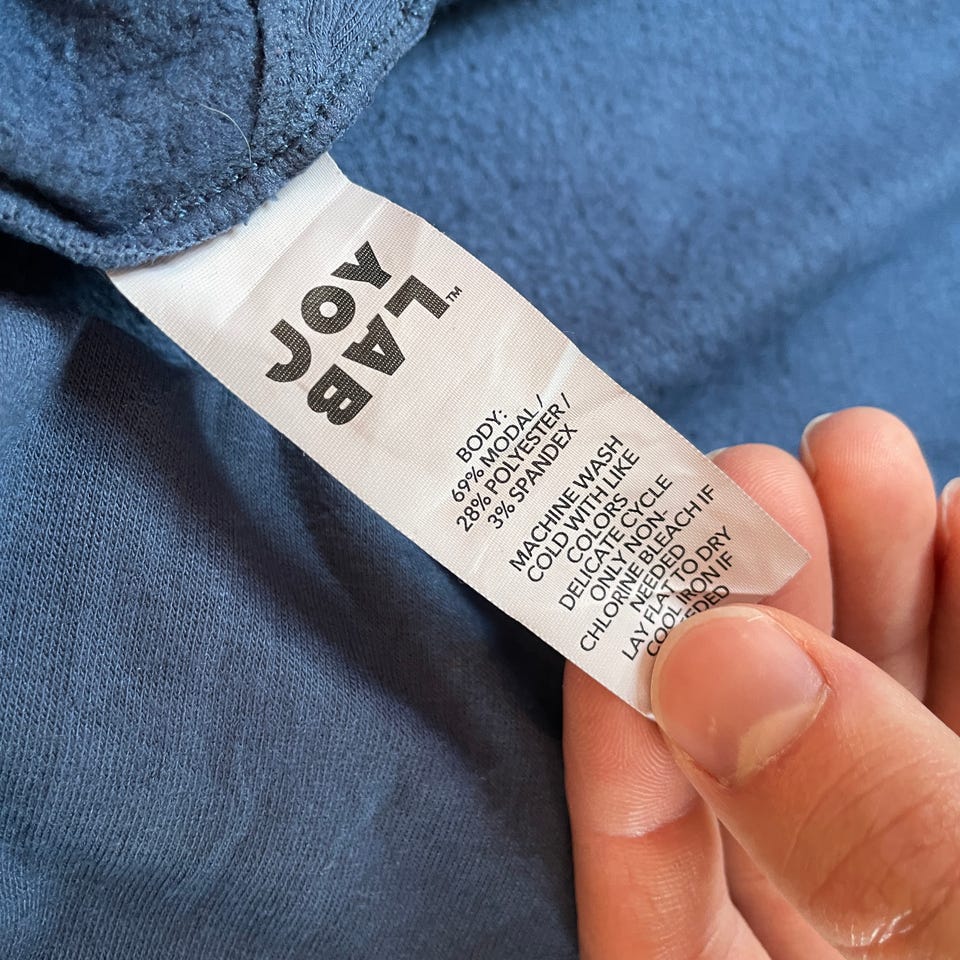 JOY
LAB™
BODY:
69% MODAL /
28% POLYESTER /
3% SPANDEX
MACHINE WASH
COLD WITH LIKE
COLORS
DELICATE CYCLE
ONLY NON-
CHLORINE BLEACH IF
NEEDED
LAY FLAT TO DRY
COOL IRON IF